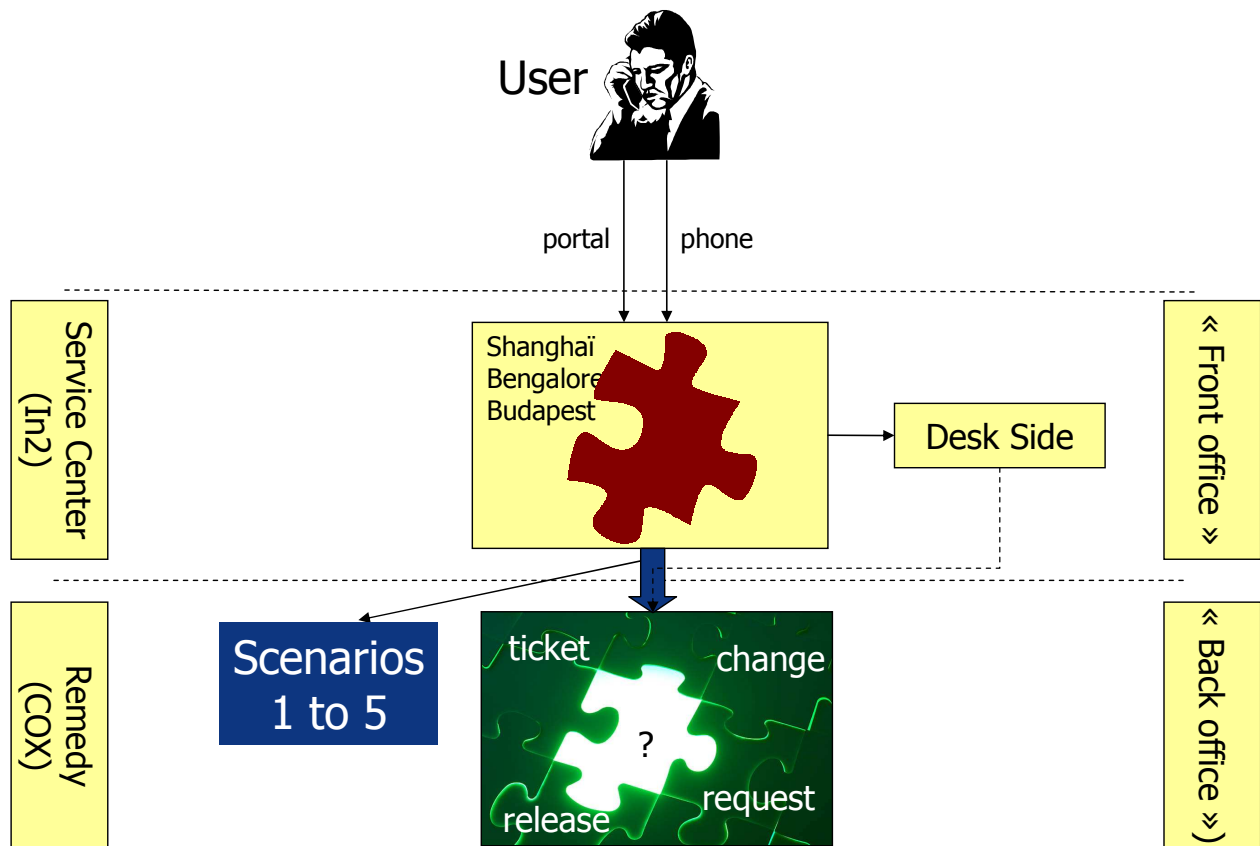 User
portal
phone
Service Center
(In2)
Shanghaï
Bengalore
Budapest
Desk Side
« Front office »
Remedy
(COX)
Scenarios
1 to 5
ticket
change
?
request
release
« Back office »)